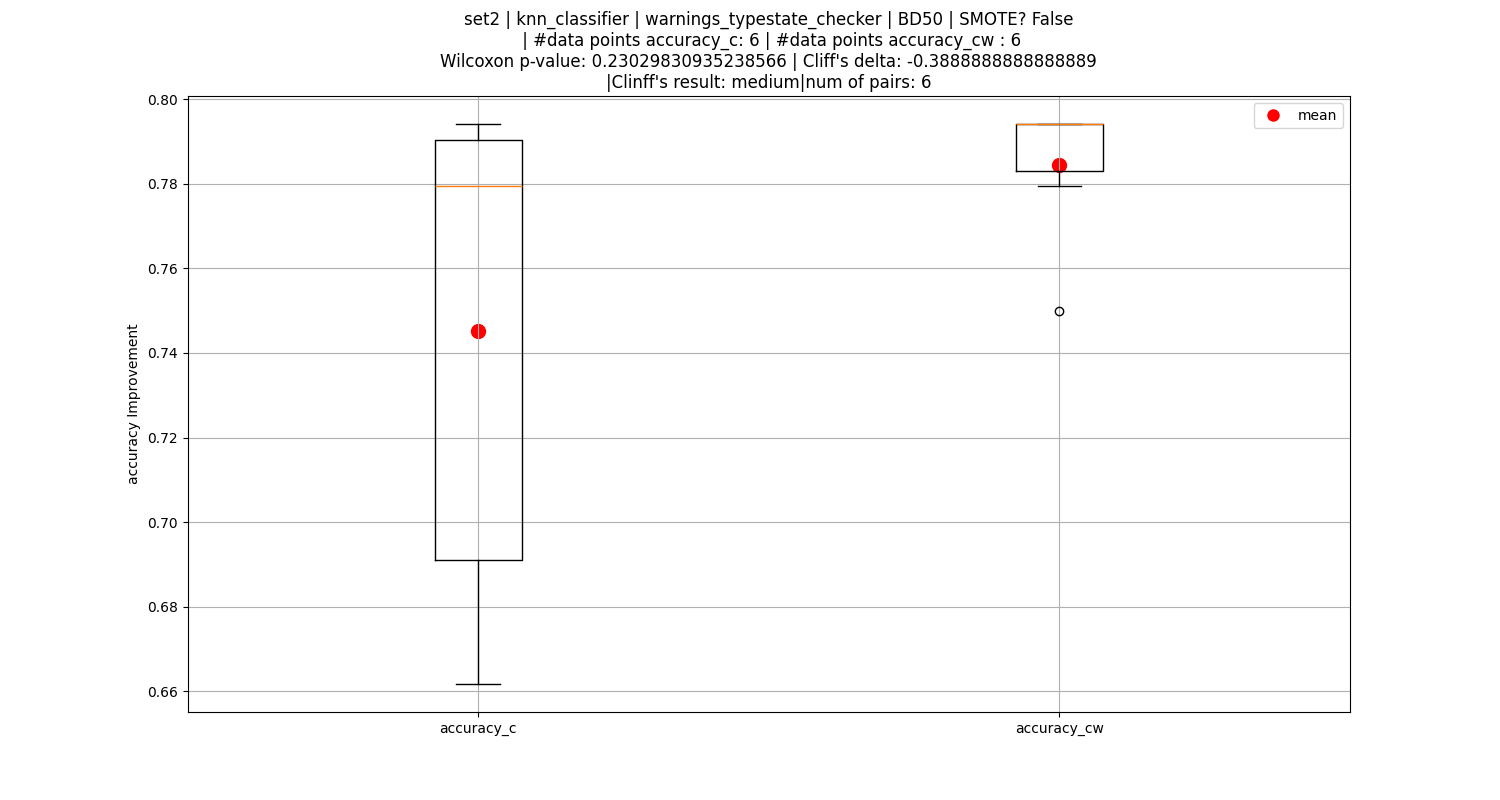 set2 | knn_classifier | warnings_typestate_checker | BD50 | SMOTE? False
| #data points accuracy_c: 6 | #data points accuracy_cw : 6
Wilcoxon p-value: 0.23029830935238566 | Cliff's delta: -0.3888888888888889
|Clinff's result: medium|num of pairs: 6
mean
0.80
0.78
0.76
0.74
0.72
0.70
0.68
0.66
accuracy Improvement
accuracy_c
accuracy_cw